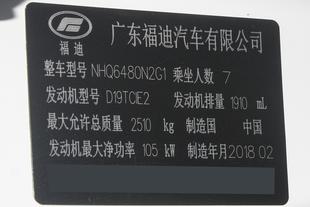 福迪
广东福迪汽车有限公司
整车型号 NHQ6480N2G1 乘坐人数 7
发动机型号 D19TCIE2 发动机排量 1910 mL
最大允许总质量 2510 kg 制造国 中国
发动机最大净功率 105 kW 制造年月 2018 02